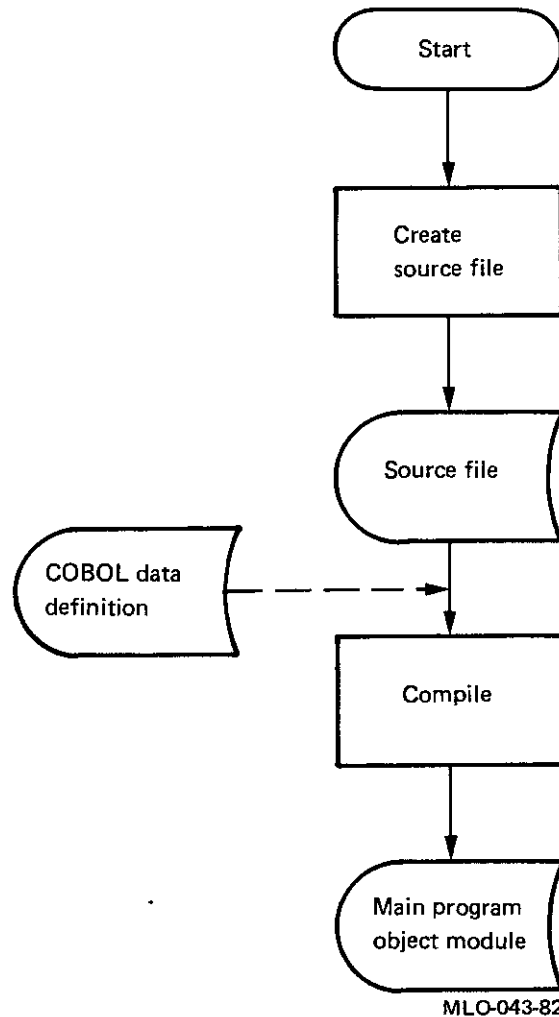 Start
Create
source file
Source file
COBOL data
definition
Compile
Main program
object module
MLO-043-82